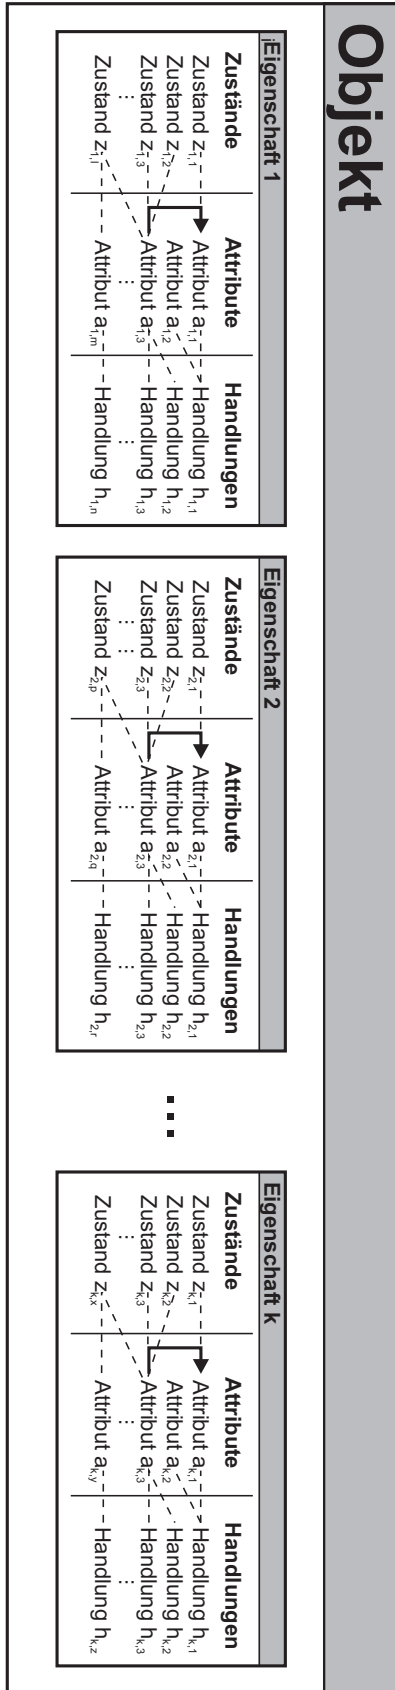 Objekt
iEigenschaft 1
Zustände Attribute Handlungen
Zustand z1,1 Attribut a1,1 Handlung h1,1
Zustand z1,2 Attribut a1,2 Handlung h1,2
Zustand z1,3 Attribut a1,3 Handlung h1,3
⋮ ⋮ ⋮
Zustand z1,l Attribut a1,m Handlung h1,n
Eigenschaft 2
Zustände Attribute Handlungen
Zustand z2,1 Attribut a2,1 Handlung h2,1
Zustand z2,2 Attribut a2,2 Handlung h2,2
Zustand z2,3 Attribut a2,3 Handlung h2,3
⋮ ⋮ ⋮ ⋮
Zustand z2,p Attribut a2,q Handlung h2,r
...
Eigenschaft k
Zustände Attribute Handlungen
Zustand zk,1 Attribut ak,1 Handlung hk,1
Zustand zk,2 Attribut ak,2 Handlung hk,2
Zustand zk,3 Attribut ak,3 Handlung hk,3
⋮ ⋮ ⋮
Zustand zk,x Attribut ak,y Handlung hk,z